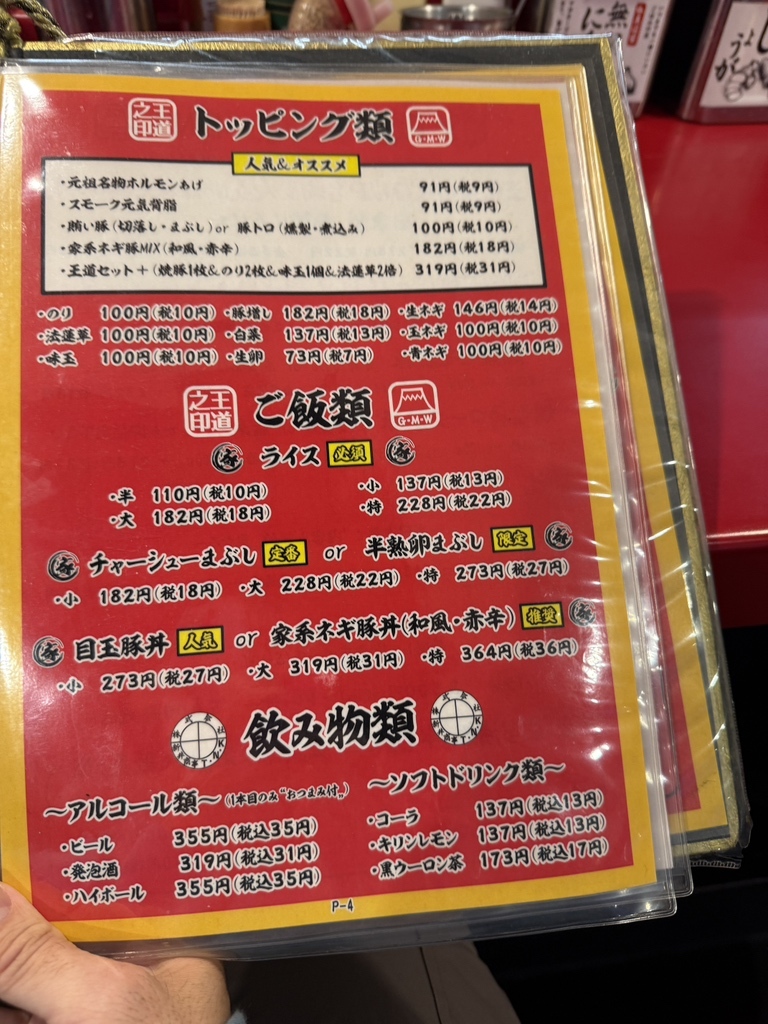 無
に
しょうが
王道之印 トッピング類 G·M·W
人気&オススメ
・元祖名物ホルモンあげ 91円(税9円)
・スモーク元気背脂 91円(税9円)
・賄い豚(切落し・まぶし)or 豚トロ(燻製・煮込み) 100円(税10円)
・家系ネギ豚MIX(和風・赤辛) 182円(税18円)
・王道セット+(焼豚1枚&のり2枚&味玉1個&法蓮草2倍) 319円(税31円)
・のり 100円(税10円) ・豚増し 182円(税18円) ・生ネギ 146円(税14円)
・法蓮草 100円(税10円) ・白菜 137円(税13円) ・玉ネギ 100円(税10円)
・味玉 100円(税10円) ・生卵 73円(税7円) ・青ネギ 100円(税10円)
王道之印 ご飯類 G·M·W
ライス 必須
・半 110円(税10円) ・小 137円(税13円)
・大 182円(税18円) ・特 228円(税22円)
チャーシューまぶし 定番 or 半熟卵まぶし 限定
・小 182円(税18円) ・大 228円(税22円) ・特 273円(税27円)
目玉豚丼 人気 or 家系ネギ豚丼(和風・赤辛) 推奨
・小 273円(税27円) ・大 319円(税31円) ・特 364円(税36円)
飲み物類
〜アルコール類〜(1本目のみ"おつまみ付„) 〜ソフトドリンク類〜
・ビール 355円(税込35円) ・コーラ 137円(税込13円)
・発泡酒 319円(税込31円) ・キリンレモン 137円(税込13円)
・ハイボール 355円(税込35円) ・黒ウーロン茶 173円(税込17円)
P-4